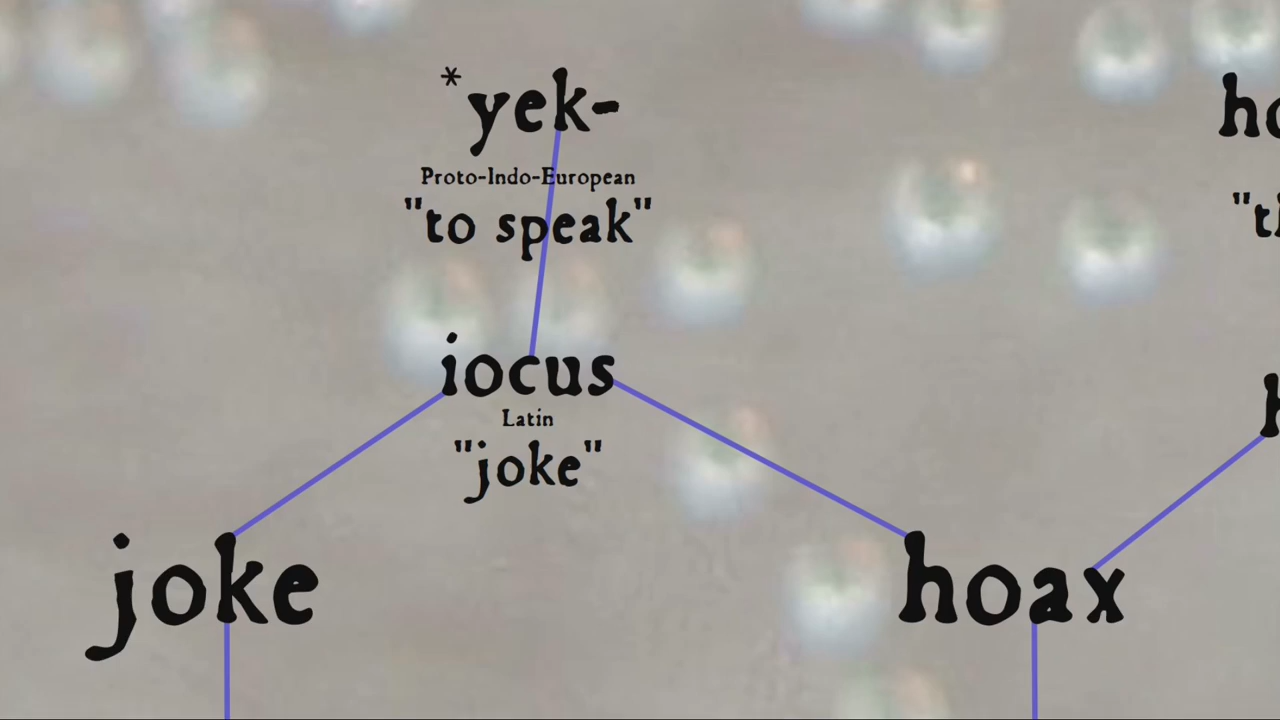 *yek-
Proto-Indo-European
"to speak"
iocus
Latin
"joke"
joke
hoax